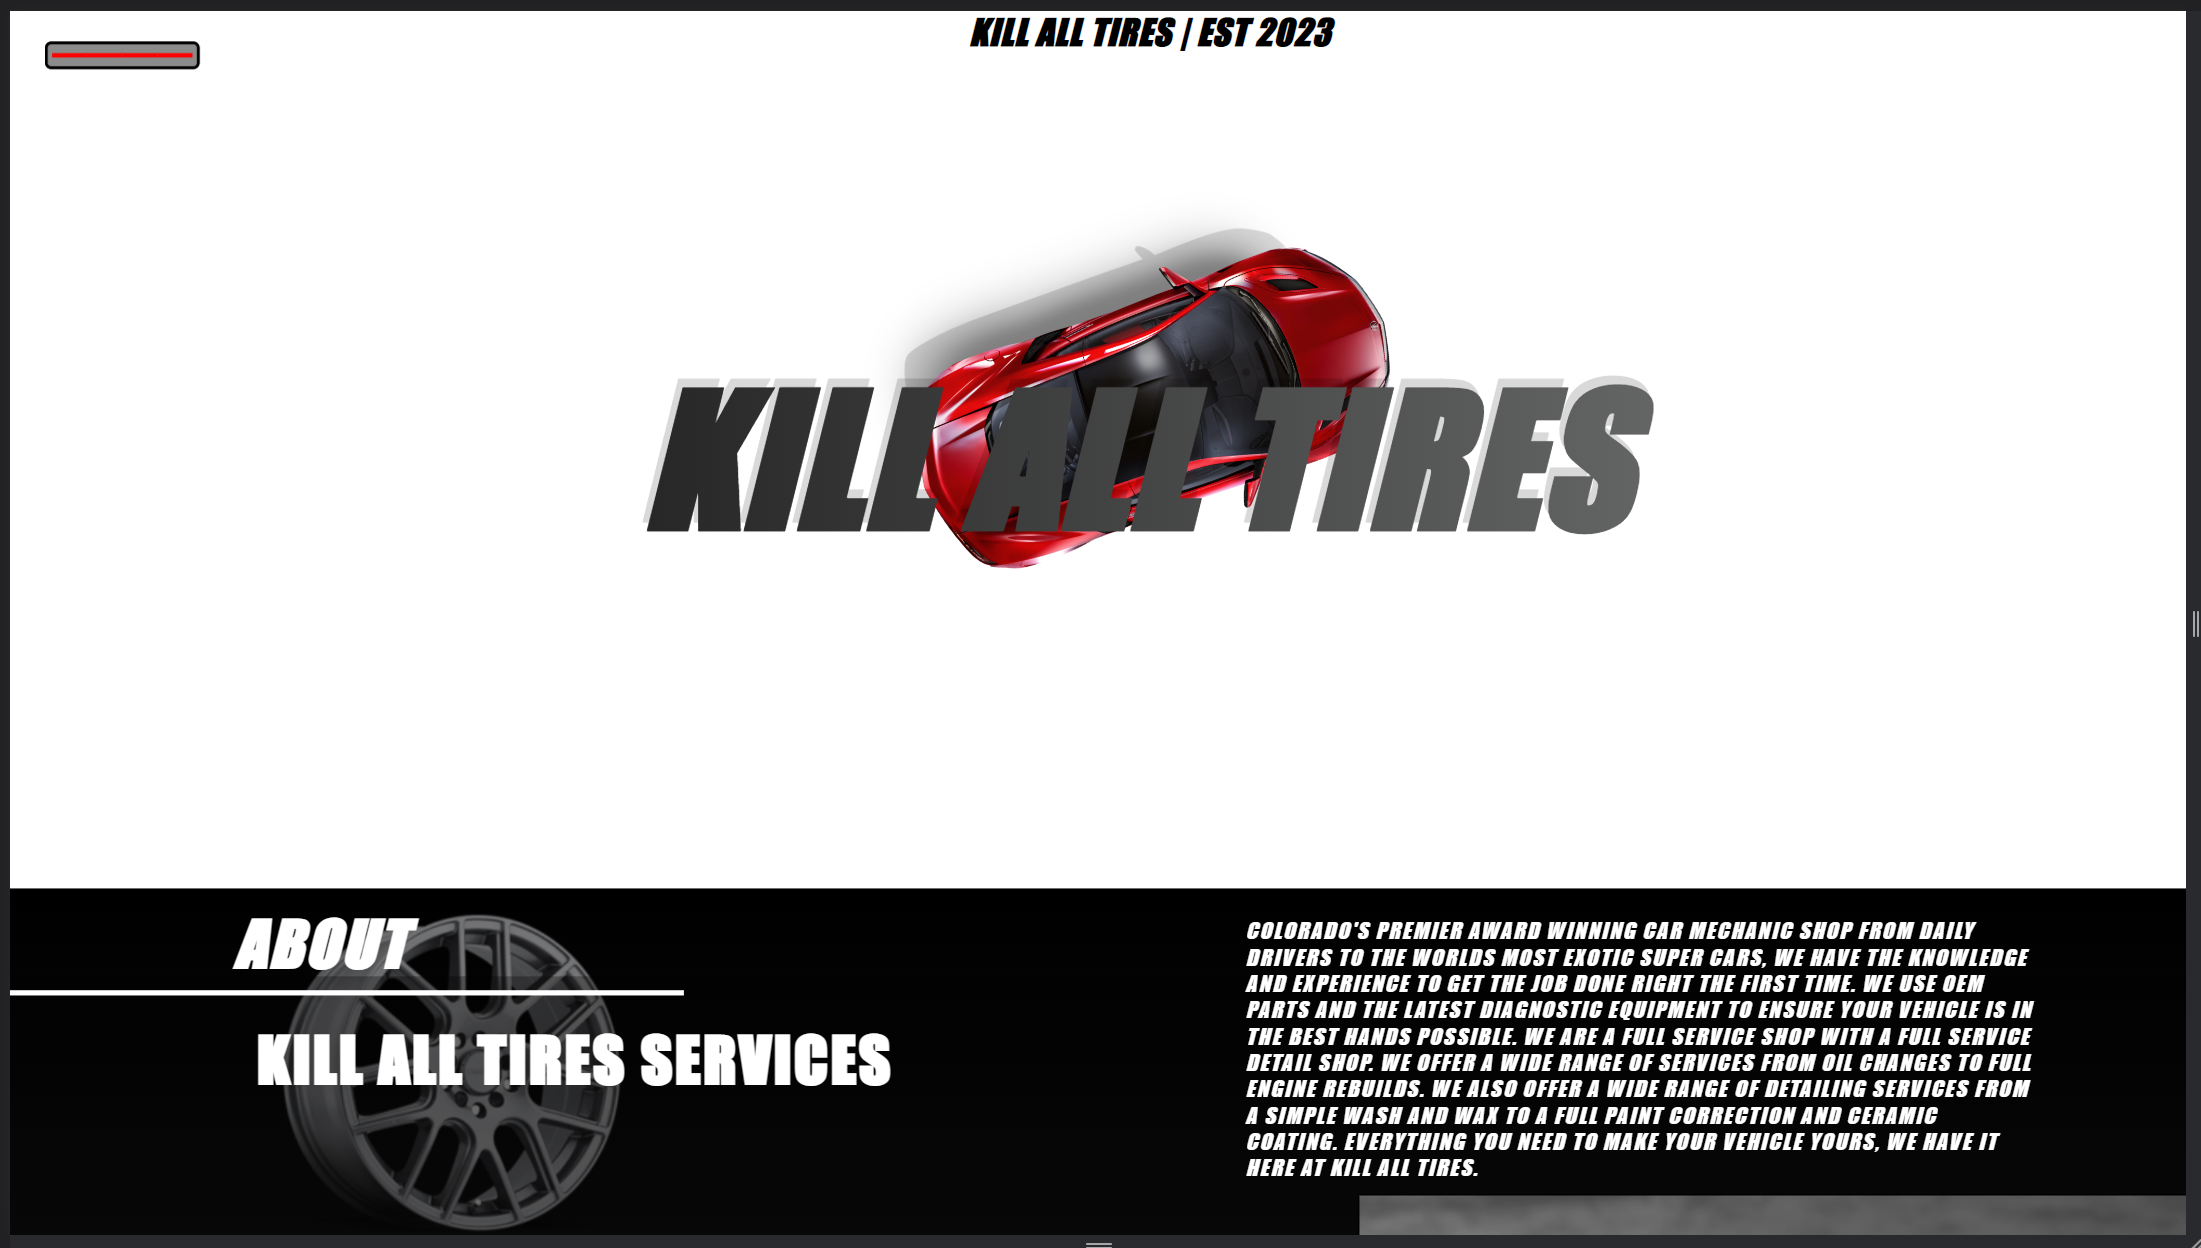 KILL ALL TIRES | EST 2023
KILL ALL TIRES
ABOUT
KILL ALL TIRES SERVICES
COLORADO'S PREMIER AWARD WINNING CAR MECHANIC SHOP FROM DAILY
DRIVERS TO THE WORLDS MOST EXOTIC SUPER CARS, WE HAVE THE KNOWLEDGE
AND EXPERIENCE TO GET THE JOB DONE RIGHT THE FIRST TIME. WE USE OEM
PARTS AND THE LATEST DIAGNOSTIC EQUIPMENT TO ENSURE YOUR VEHICLE IS IN
THE BEST HANDS POSSIBLE. WE ARE A FULL SERVICE SHOP WITH A FULL SERVICE
DETAIL SHOP. WE OFFER A WIDE RANGE OF SERVICES FROM OIL CHANGES TO FULL
ENGINE REBUILDS. WE ALSO OFFER A WIDE RANGE OF DETAILING SERVICES FROM
A SIMPLE WASH AND WAX TO A FULL PAINT CORRECTION AND CERAMIC
COATING. EVERYTHING YOU NEED TO MAKE YOUR VEHICLE YOURS, WE HAVE IT
HERE AT KILL ALL TIRES.